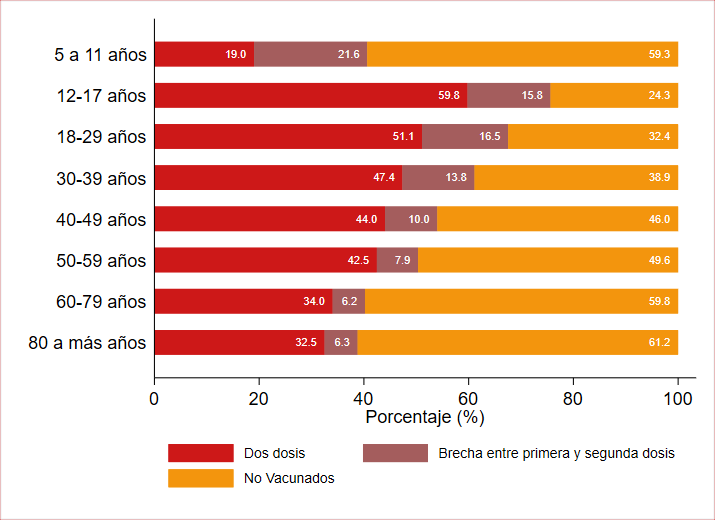 5 a 11 años 19.0 21.6 59.3
12-17 años 59.8 15.8 24.3
18-29 años 51.1 16.5 32.4
30-39 años 47.4 13.8 38.9
40-49 años 44.0 10.0 46.0
50-59 años 42.5 7.9 49.6
60-79 años 34.0 6.2 59.8
80 a más años 32.5 6.3 61.2
0 20 40 60 80 100
Porcentaje (%)
Dos dosis Brecha entre primera y segunda dosis
No Vacunados